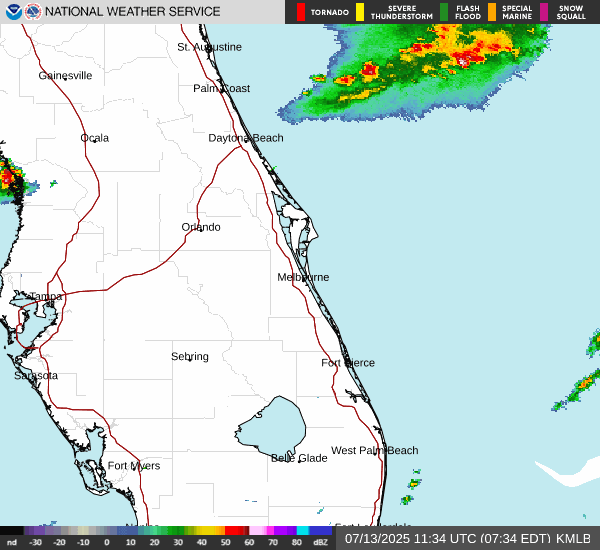 NATIONAL WEATHER SERVICE
TORNADO
SEVERE THUNDERSTORM
FLASH FLOOD
SPECIAL MARINE
SNOW SQUALL
St. Augustine
Gainesville
Palm Coast
Ocala
Daytona Beach
Orlando
Melbourne
Tampa
Sebring
Fort Pierce
Sarasota
West Palm Beach
Belle Glade
Fort Myers
nd -30 -20 -10 0 10 20 30 40 50 60 70 80 dBZ
07/13/2025 11:34 UTC (07:34 EDT) KMLB